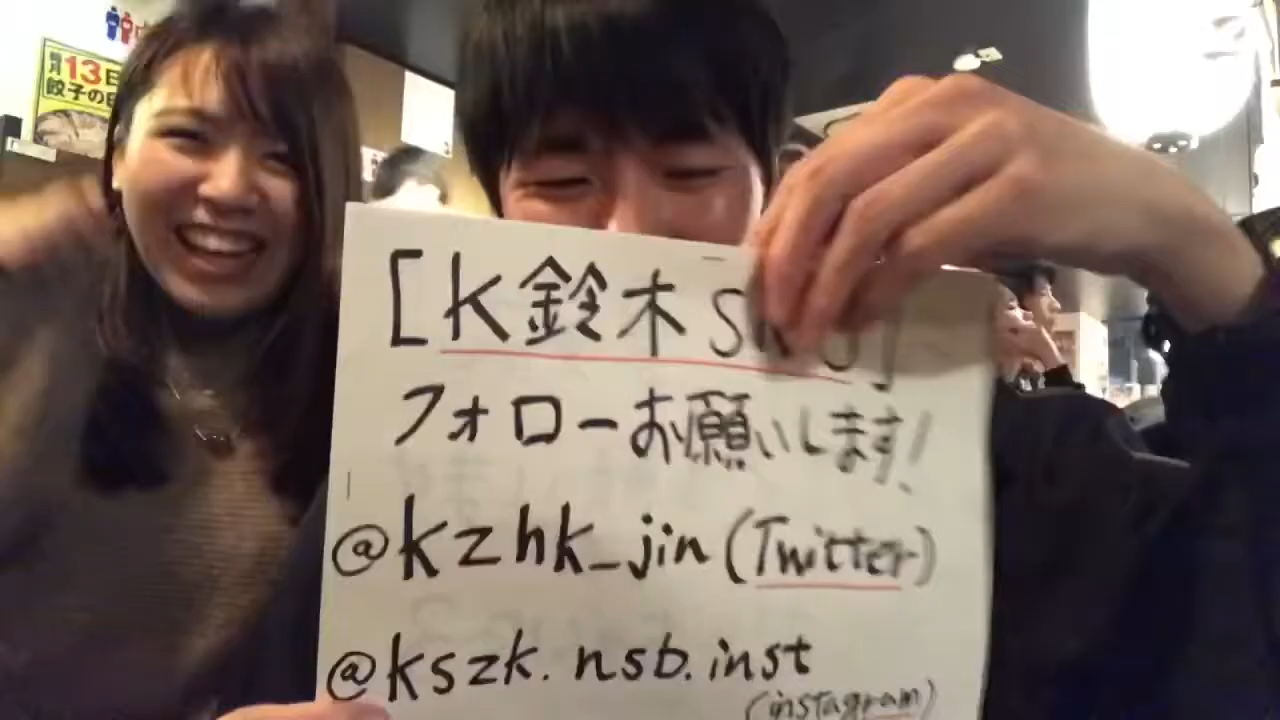 13日
餃子の日
[K鈴木
フォローお願いします!
@kzhk_jin (Twitter)
@kszk.nsb.inst
(instagram)